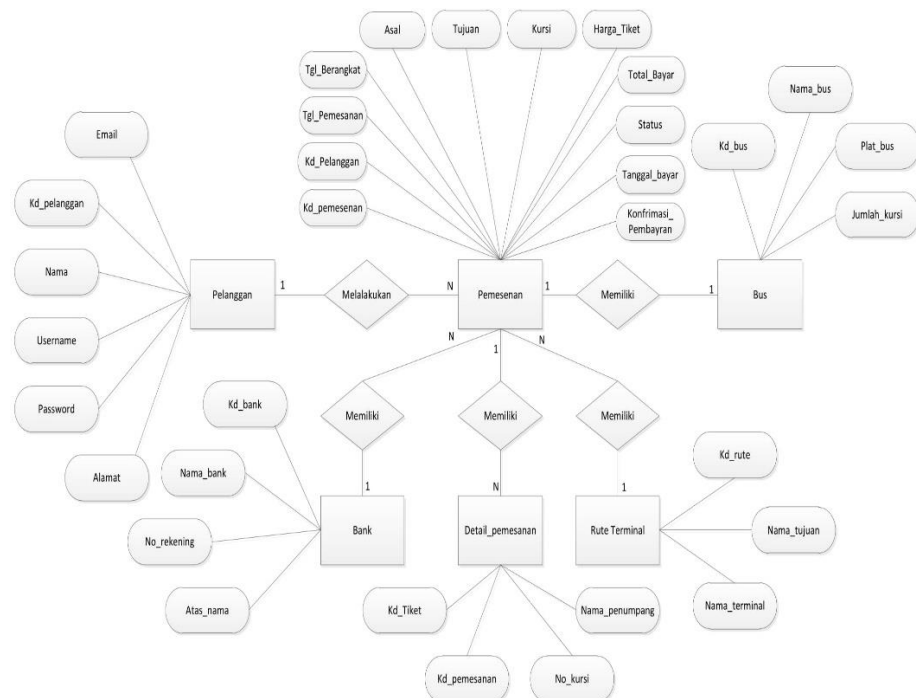 Asal
Tujuan
Kursi
Harga_Tiket
Tgl_Berangkat
Total_Bayar
Nama_bus
Tgl_Pemesanan
Status
Email
Kd_bus
Plat_bus
Kd_Pelanggan
Tanggal_bayar
Kd_pelanggan
Kd_pemesenan
Konfrimasi_
Pembayran
Jumlah_kursi
Nama
Pelanggan
1
Melalakukan
N
Pemesenan
1
Memiliki
1
Bus
Username
N
1
N
Password
Kd_bank
Memiliki
Memiliki
Memiliki
Kd_rute
Alamat
Nama_bank
1
N
1
No_rekening
Bank
Detail_pemesanan
Rute Terminal
Nama_tujuan
Atas_nama
Kd_Tiket
Nama_penumpang
Nama_terminal
Kd_pemesanan
No_kursi